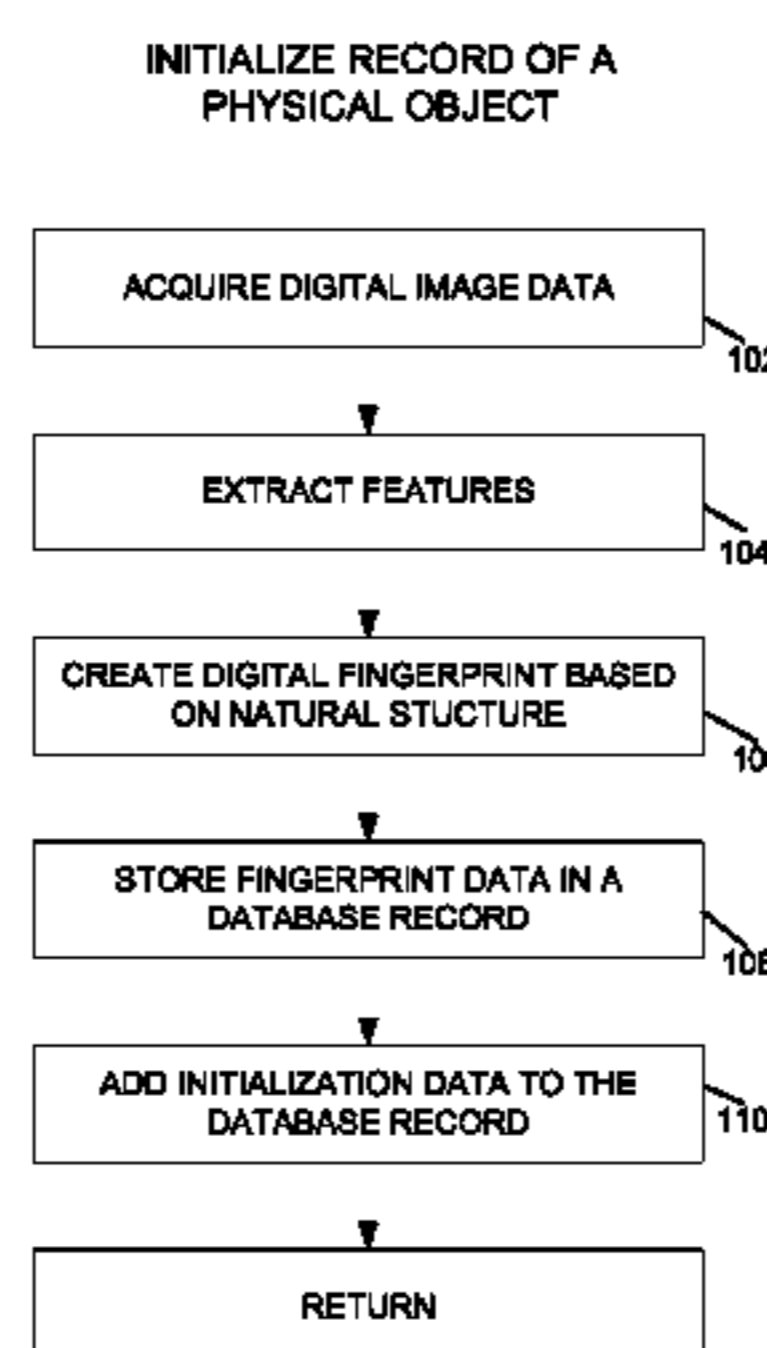 INITIALIZE RECORD OF A
PHYSICAL OBJECT
ACQUIRE DIGITAL IMAGE DATA
102
EXTRACT FEATURES
104
CREATE DIGITAL FINGERPRINT BASED
ON NATURAL STUCTURE
STORE FINGERPRINT DATA IN A
DATABASE RECORD
ADD INITIALIZATION DATA TO THE
DATABASE RECORD
110
RETURN